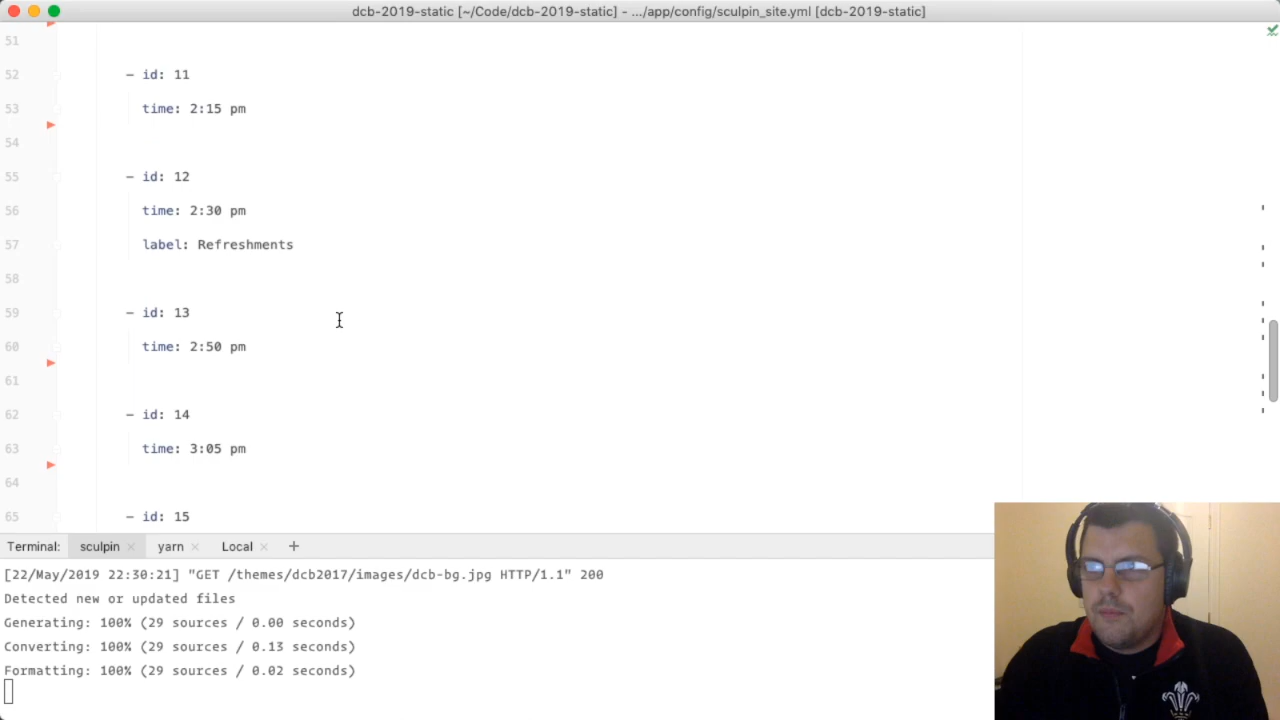 dcb-2019-static [~/Code/dcb-2019-static] - .../app/config/sculpin_site.yml [dcb-2019-static]
51
52 - id: 11
53 time: 2:15 pm
54
55 - id: 12
56 time: 2:30 pm
57 label: Refreshments
58
59 - id: 13
60 time: 2:50 pm
61
62 - id: 14
63 time: 3:05 pm
64
65 - id: 15
Terminal: sculpin × yarn × Local × +
[22/May/2019 22:30:21] "GET /themes/dcb2017/images/dcb-bg.jpg HTTP/1.1" 200
Detected new or updated files
Generating: 100% (29 sources / 0.00 seconds)
Converting: 100% (29 sources / 0.13 seconds)
Formatting: 100% (29 sources / 0.02 seconds)